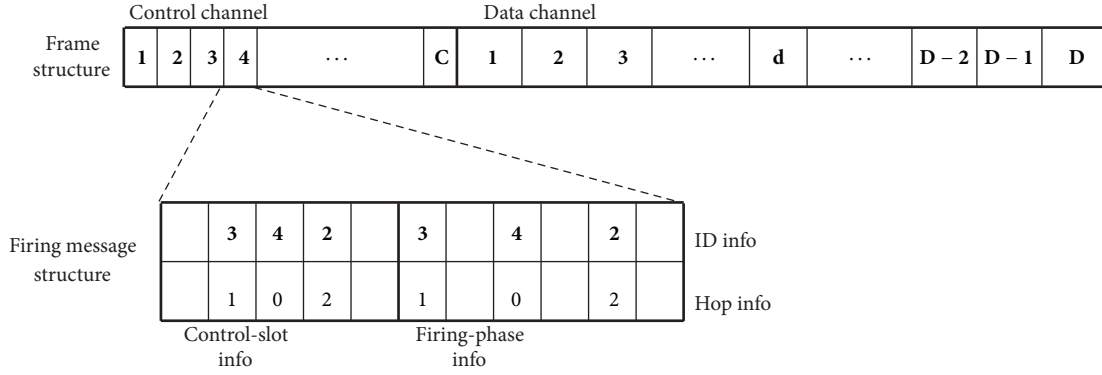 Control channel
Data channel
Frame
structure
1 2 3 4 ··· C 1 2 3 ··· d ··· D – 2 D – 1 D
Firing message
structure
3 4 2 3 4 2
ID info
1 0 2 1 0 2
Hop info
Control-slot
info
Firing-phase
info